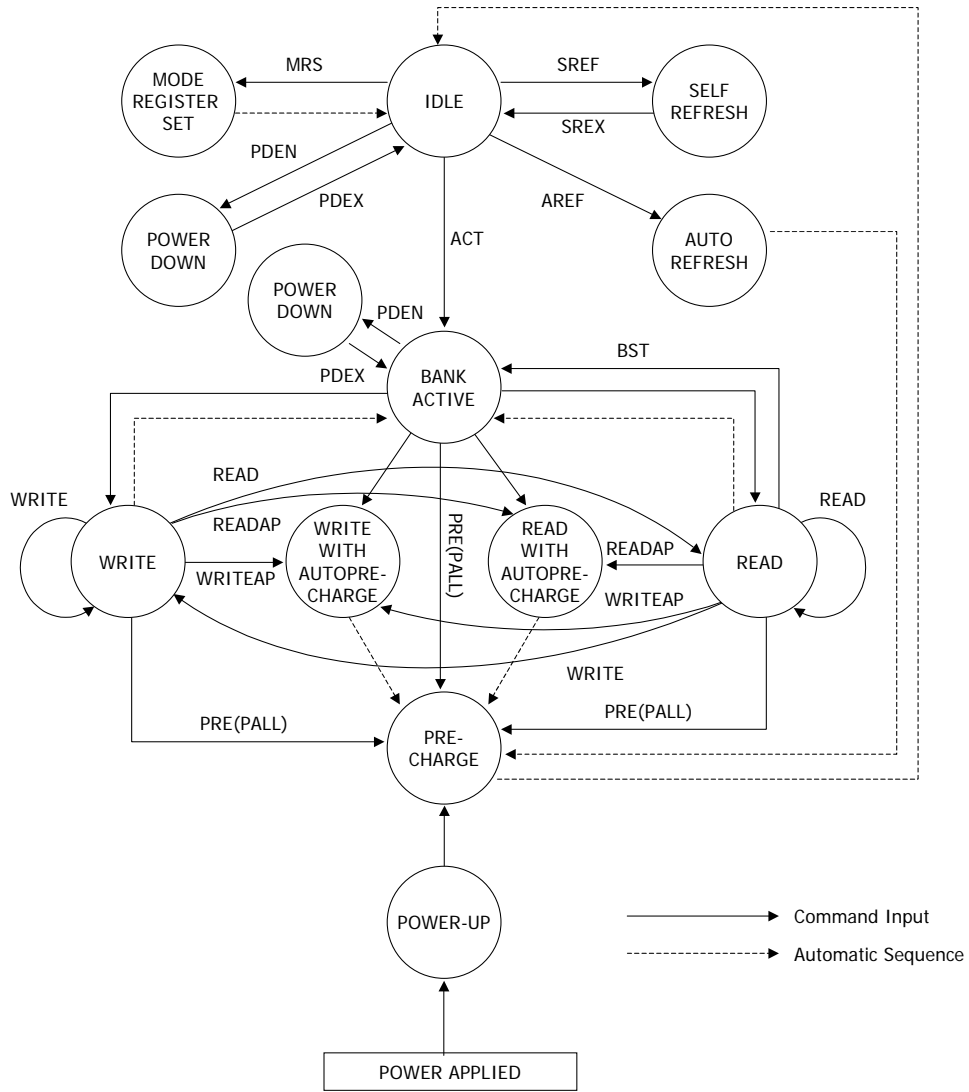 MRS
SREF
MODE
REGISTER
SET
IDLE
SELF
REFRESH
SREX
PDEN
PDEX
AREF
POWER
DOWN
ACT
AUTO
REFRESH
POWER
DOWN
PDEN
BST
PDEX
BANK
ACTIVE
READ
WRITE
READ
READAP
WRITE
WITH
AUTOPRE-
CHARGE
PRE(PALL)
READ
WITH
AUTOPRE-
CHARGE
READAP
WRITE
WRITEAP
READ
WRITEAP
WRITE
PRE(PALL)
PRE(PALL)
PRE-
CHARGE
POWER-UP
Command Input
Automatic Sequence
POWER APPLIED